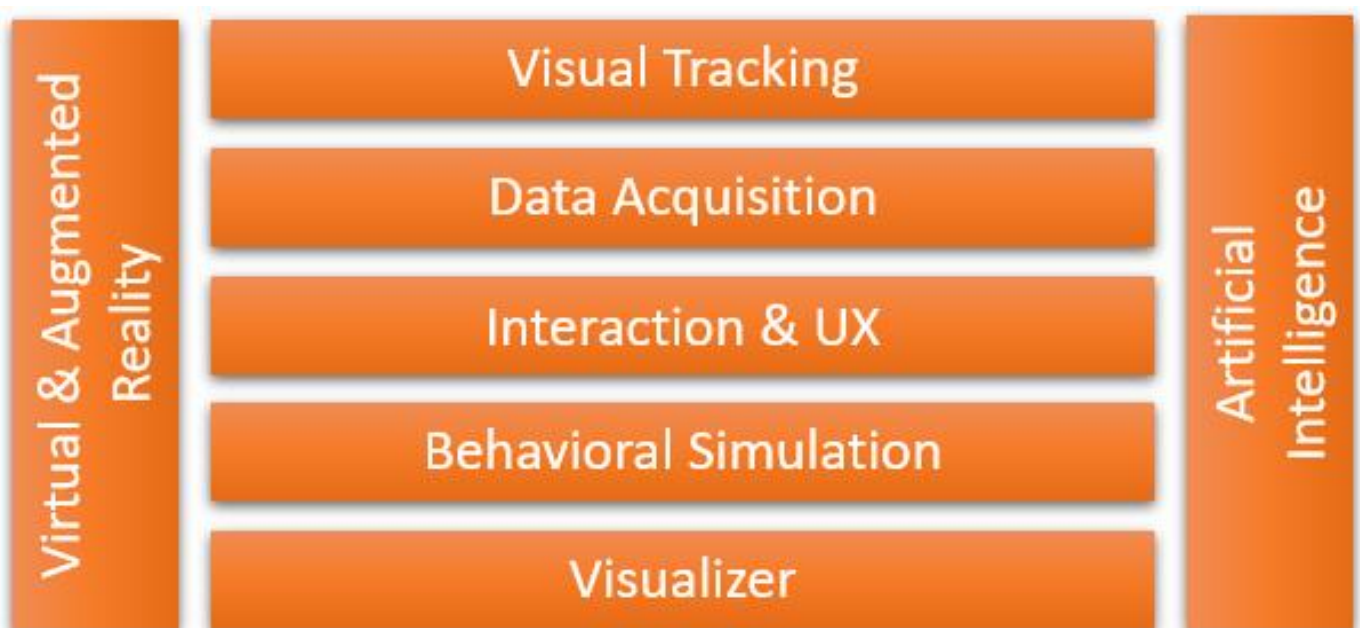 Virtual & Augmented
Reality
Visual Tracking
Data Acquisition
Interaction & UX
Behavioral Simulation
Visualizer
Artificial
Intelligence